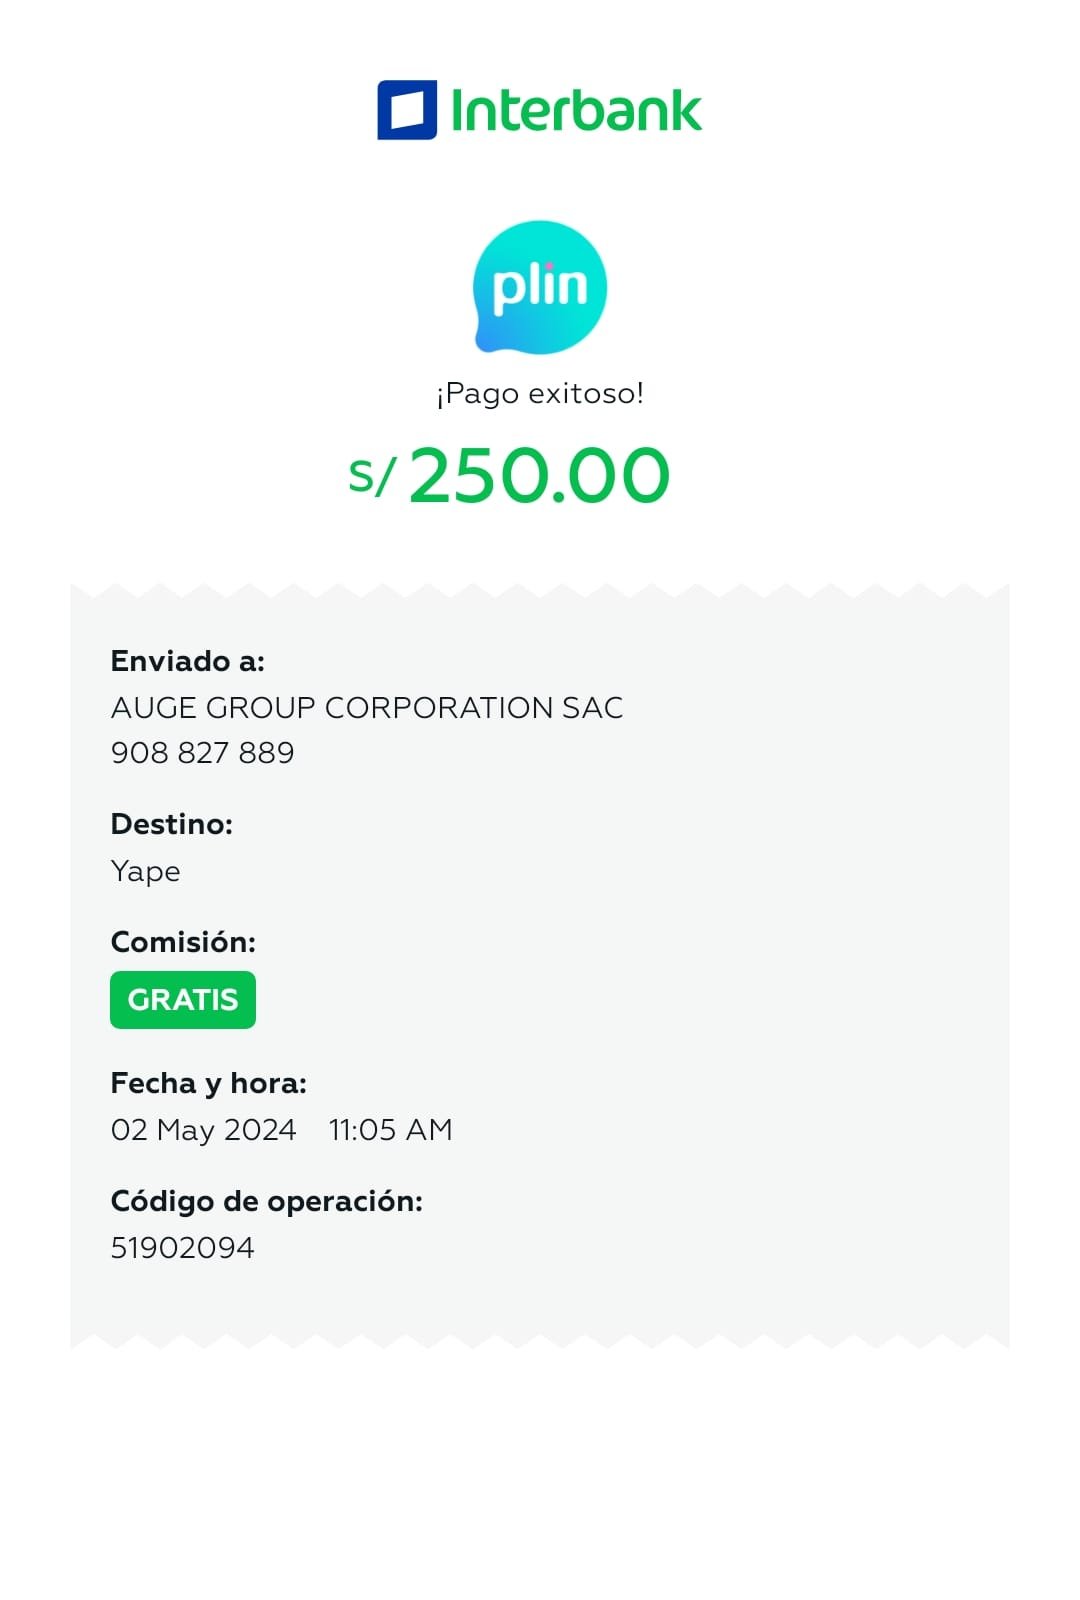 Interbank
plin
¡Pago exitoso!
S/ 250.00
Enviado a:
AUGE GROUP CORPORATION SAC
908 827 889
Destino:
Yape
Comisión:
GRATIS
Fecha y hora:
02 May 2024 11:05 AM
Código de operación:
51902094